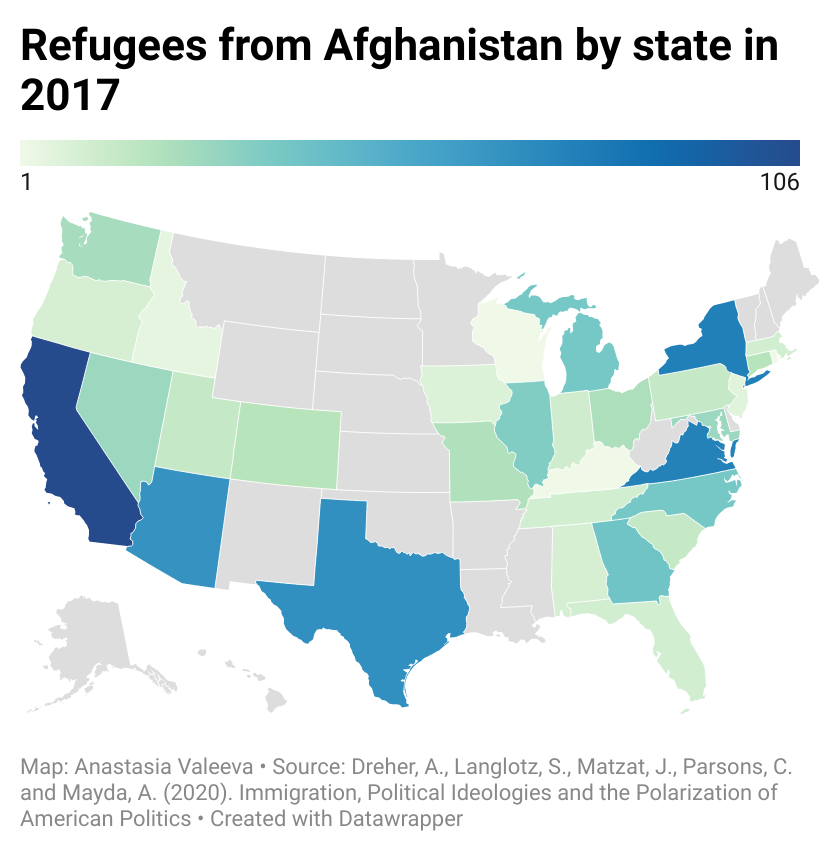 Refugees from Afghanistan by state in
2017
1 106
Map: Anastasia Valeeva • Source: Dreher, A., Langlotz, S., Matzat, J., Parsons, C.
and Mayda, A. (2020). Immigration, Political Ideologies and the Polarization of
American Politics • Created with Datawrapper